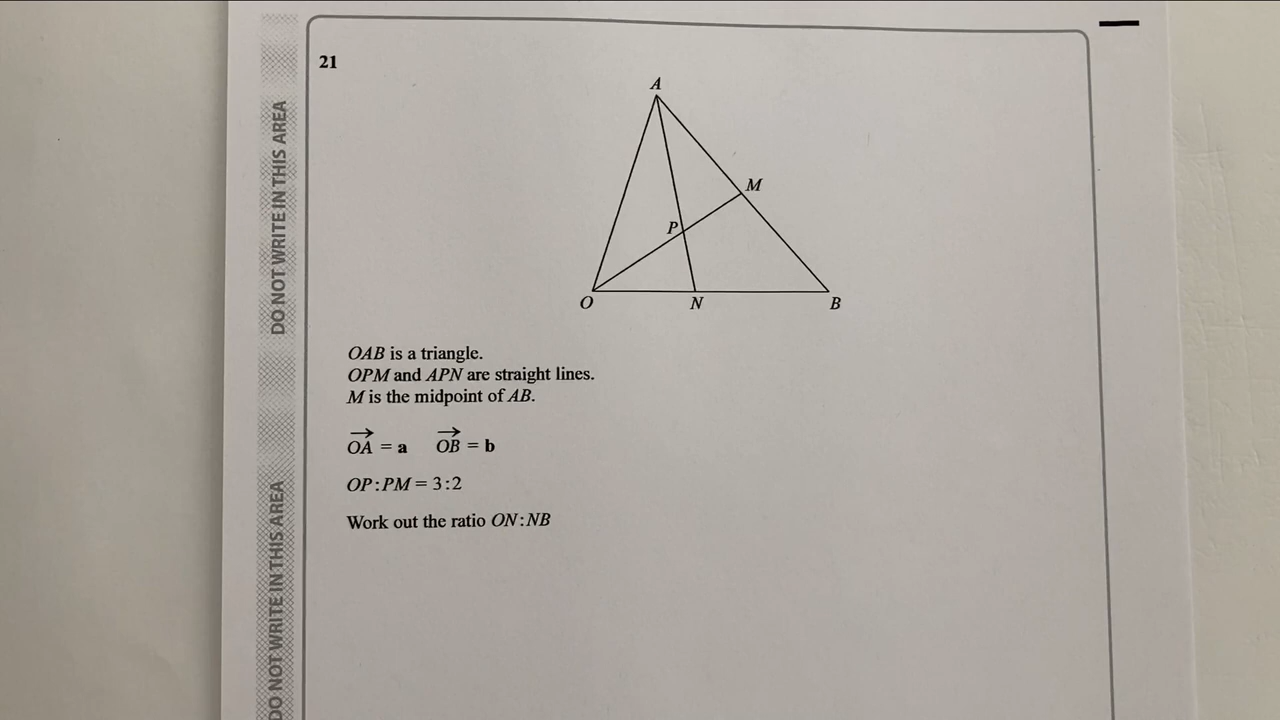 21
A
M
P
O N B
DO NOT WRITE IN THIS AREA
OAB is a triangle.
OPM and APN are straight lines.
M is the midpoint of AB.
OA⃗ = a OB⃗ = b
OP:PM = 3:2
Work out the ratio ON:NB
DO NOT WRITE IN THIS AREA